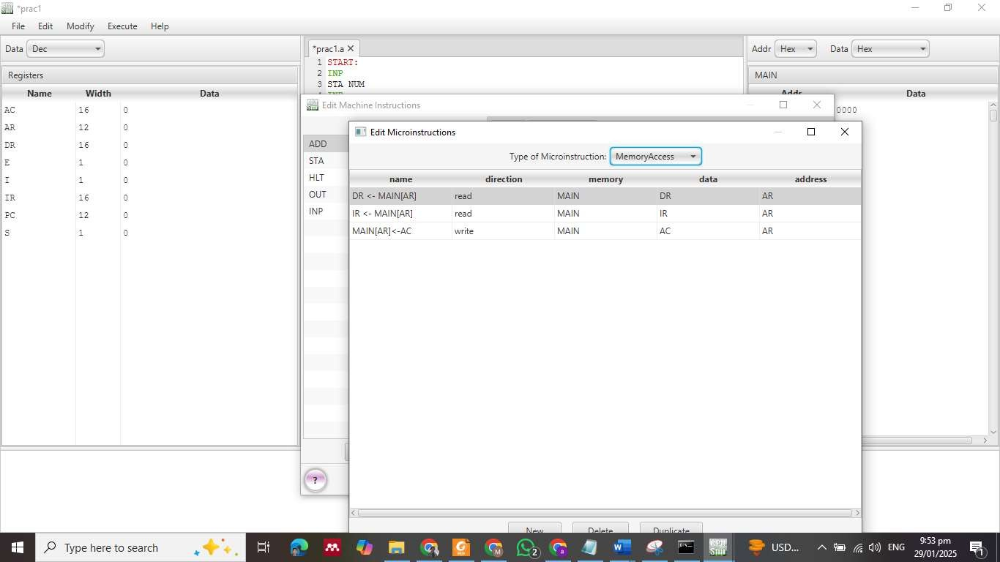 *prac1
File Edit Modify Execute Help
Data Dec
*prac1.a
Addr Hex Data Hex
1 START:
2 INP
3 STA NUM
Registers
Name Width Data
AC 16 0
AR 12 0
DR 16 0
E 1 0
I 1 0
IR 16 0
PC 12 0
S 1 0
MAIN
Addr Data
0000
Edit Machine Instructions
ADD
STA
HLT
OUT
INP
?
Edit Microinstructions
Type of Microinstruction: MemoryAccess
name direction memory data address
DR <- MAIN[AR] read MAIN DR AR
IR <- MAIN[AR] read MAIN IR AR
MAIN[AR]<-AC write MAIN AC AR
New Delete Duplicate
Type here to search
2
USD...
ENG
9:53 pm
29/01/2025
1